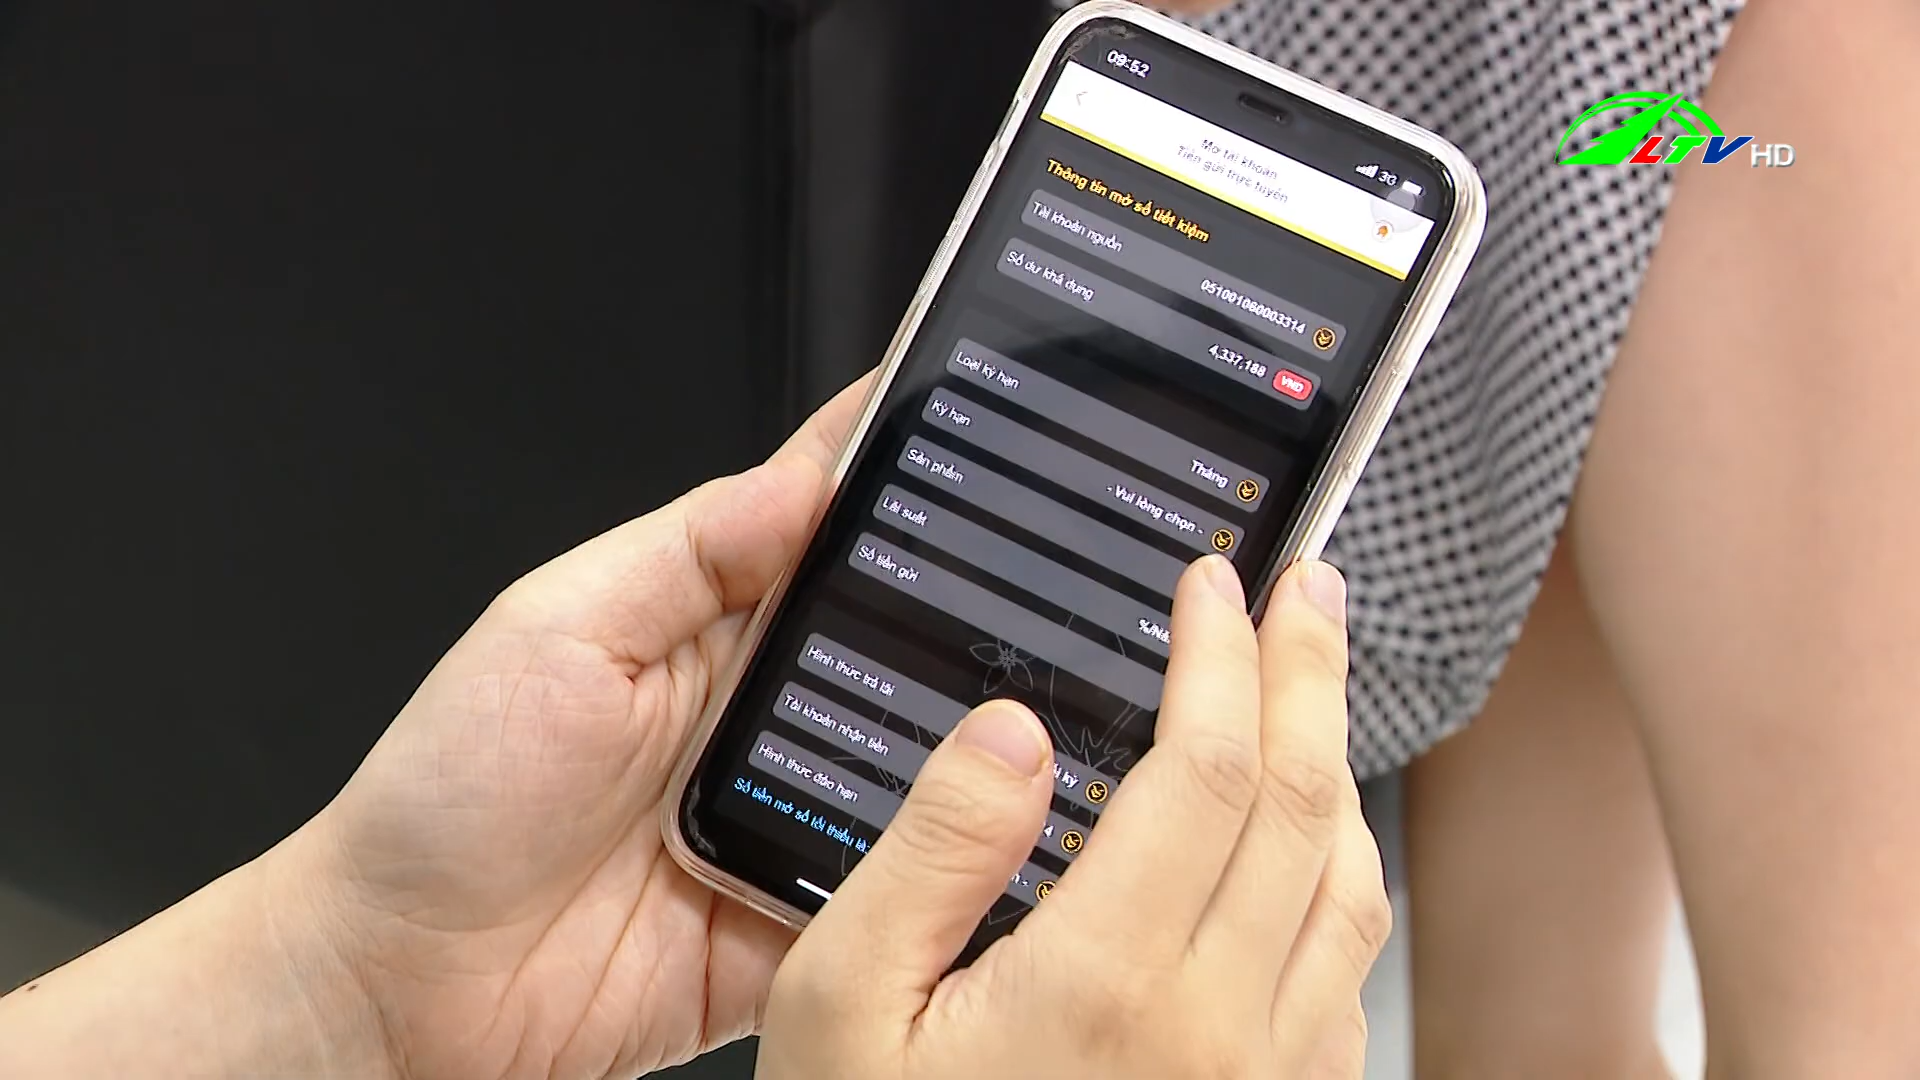 09:52
3G
LTV HD
Mở tài khoản
Tiền gửi trực tuyến
Thông tin mở sổ tiết kiệm
Tài khoản nguồn
051001060003314
Số dư khả dụng
4,337,188 VND
Loại kỳ hạn
Tháng
Kỳ hạn
- Vui lòng chọn -
Sản phẩm
Lãi suất
Số tiền gửi
Hình thức trả lãi
kỳ
Tài khoản nhận tiền
4
Hình thức đáo hạn
Số tiền mở sổ tối thiểu là: